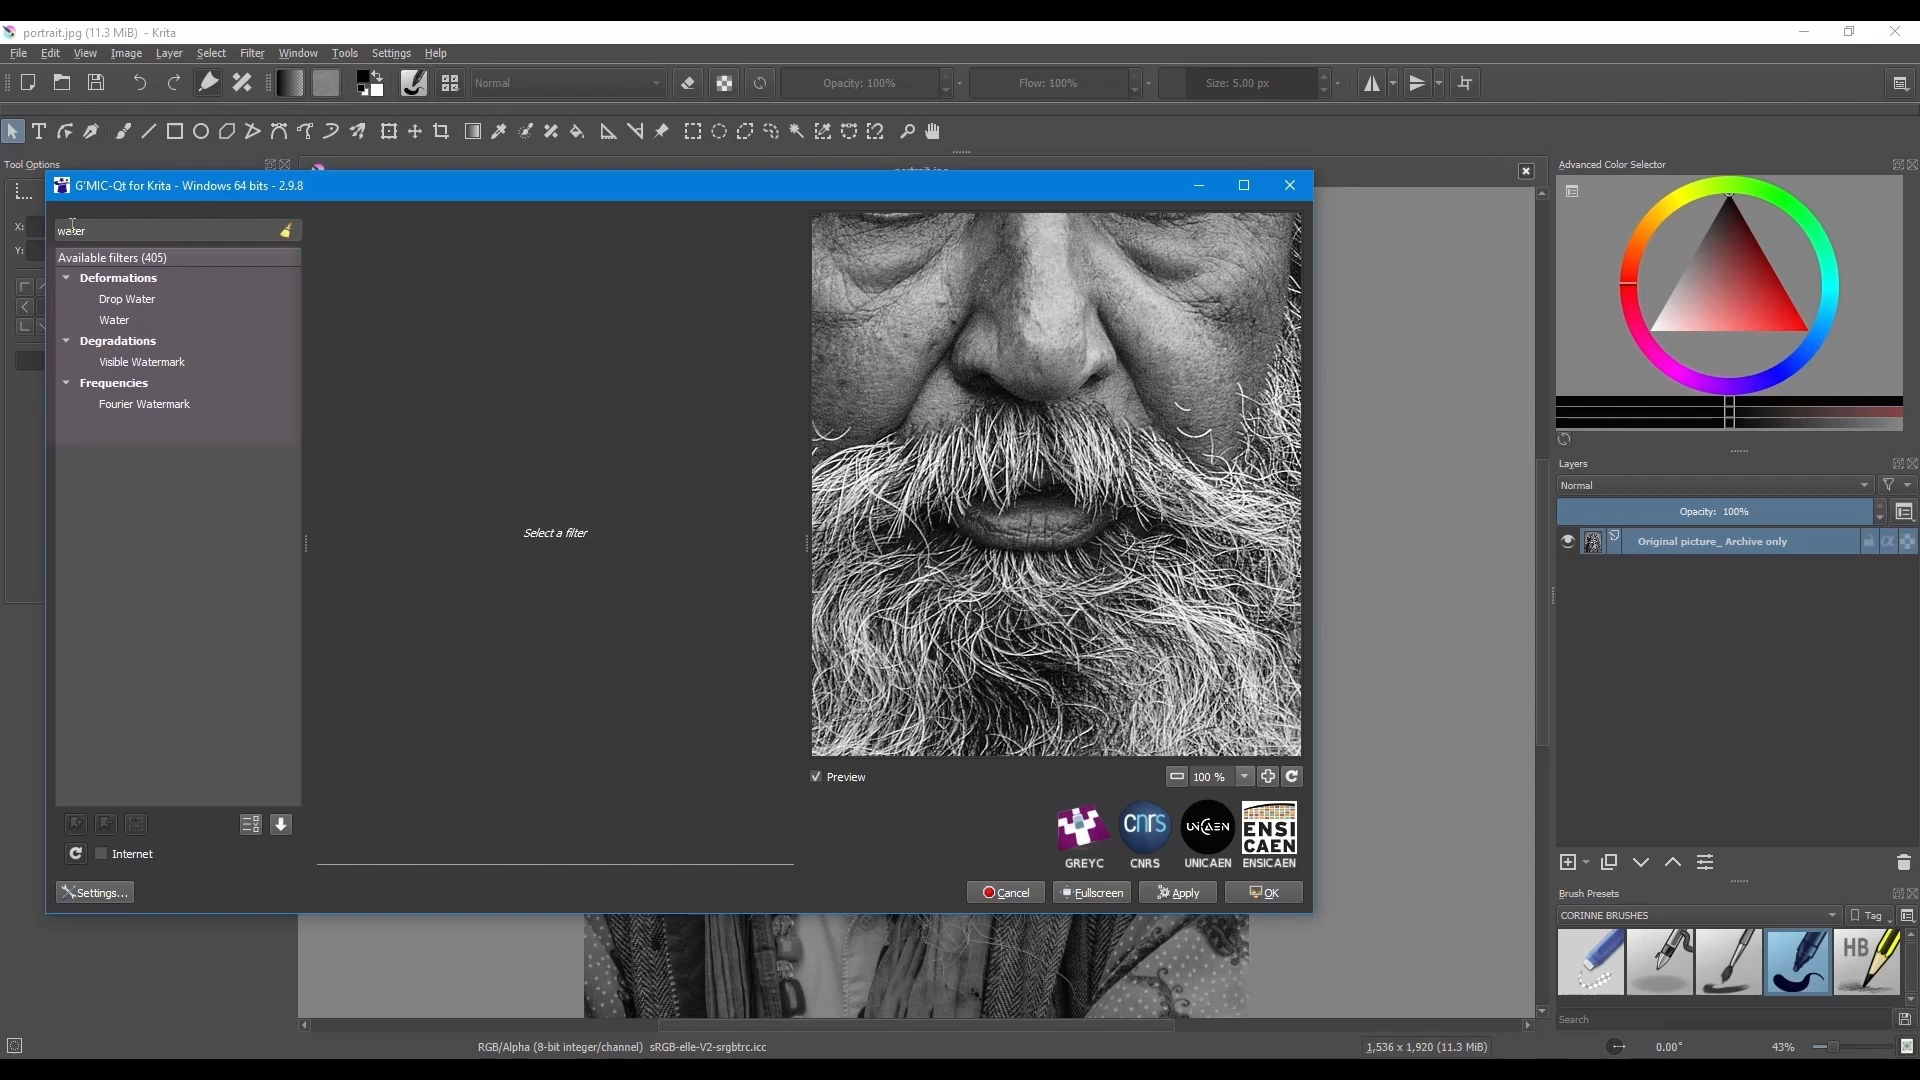 portrait.jpg (11.3 MiB) - Krita
File Edit View Image Layer Select Filter Window Tools Settings Help
Normal
Opacity: 100%
Flow: 100%
Size: 5.00 px
Tool Options
X:
Y:
G'MIC-Qt for Krita - Windows 64 bits - 2.9.8
water
Available filters (405)
Deformations
Drop Water
Water
Degradations
Visible Watermark
Frequencies
Fourier Watermark
Internet
Settings...
Select a filter
Preview
100 %
cnrs
UNICAEN
ENSI
CAEN
GREYC CNRS UNICAEN ENSICAEN
Cancel Fullscreen Apply OK
Advanced Color Selector
Layers
Normal
Opacity: 100%
Original picture_ Archive only
Brush Presets
CORINNE BRUSHES
Tag
HB
Search
RGB/Alpha (8-bit integer/channel) sRGB-elle-V2-srgbtrc.icc
1,536 x 1,920 (11.3 MiB)
0.00°
43%